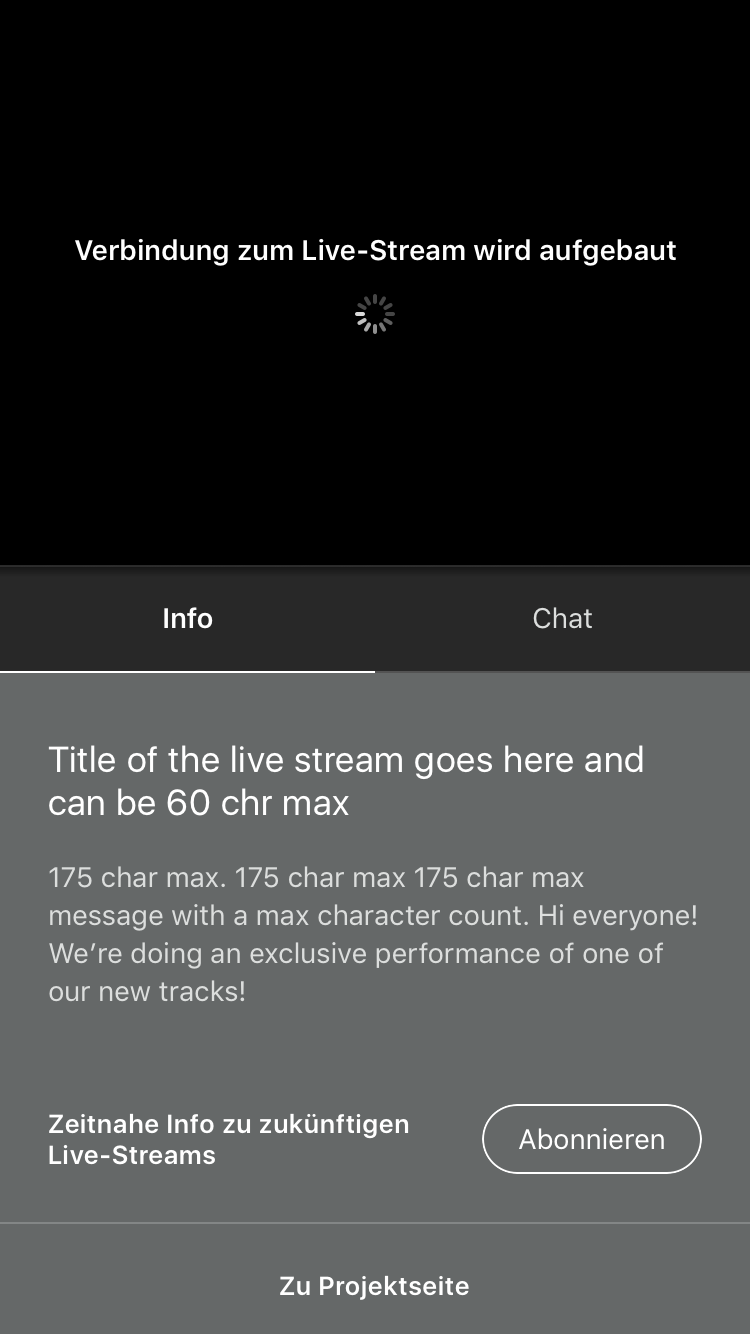 Verbindung zum Live-Stream wird aufgebaut
Info
Chat
Title of the live stream goes here and
can be 60 chr max
175 char max. 175 char max 175 char max
message with a max character count. Hi everyone!
We’re doing an exclusive performance of one of
our new tracks!
Zeitnahe Info zu zukünftigen
Live-Streams
Abonnieren
Zu Projektseite